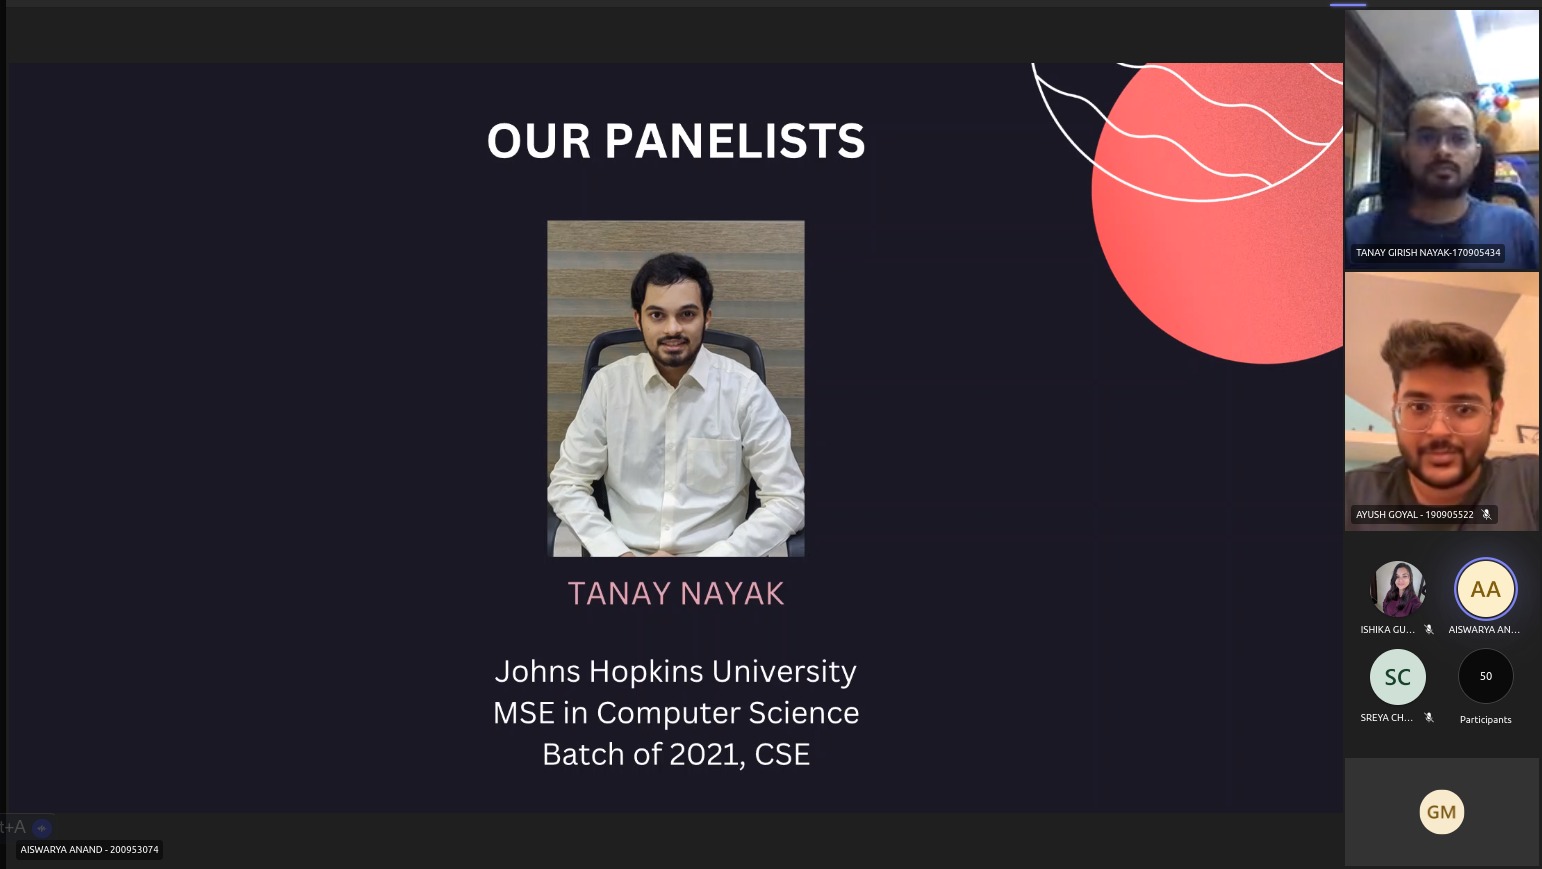 OUR PANELISTS
TANAY NAYAK
Johns Hopkins University
MSE in Computer Science
Batch of 2021, CSE
TANAY GIRISH NAYAK-170905434
AYUSH GOYAL - 190905522
ISHIKA GU...
AA
AISWARYA AN...
SC
SREYA CH...
50
Participants
GM
t+A
AISWARYA ANAND - 200953074